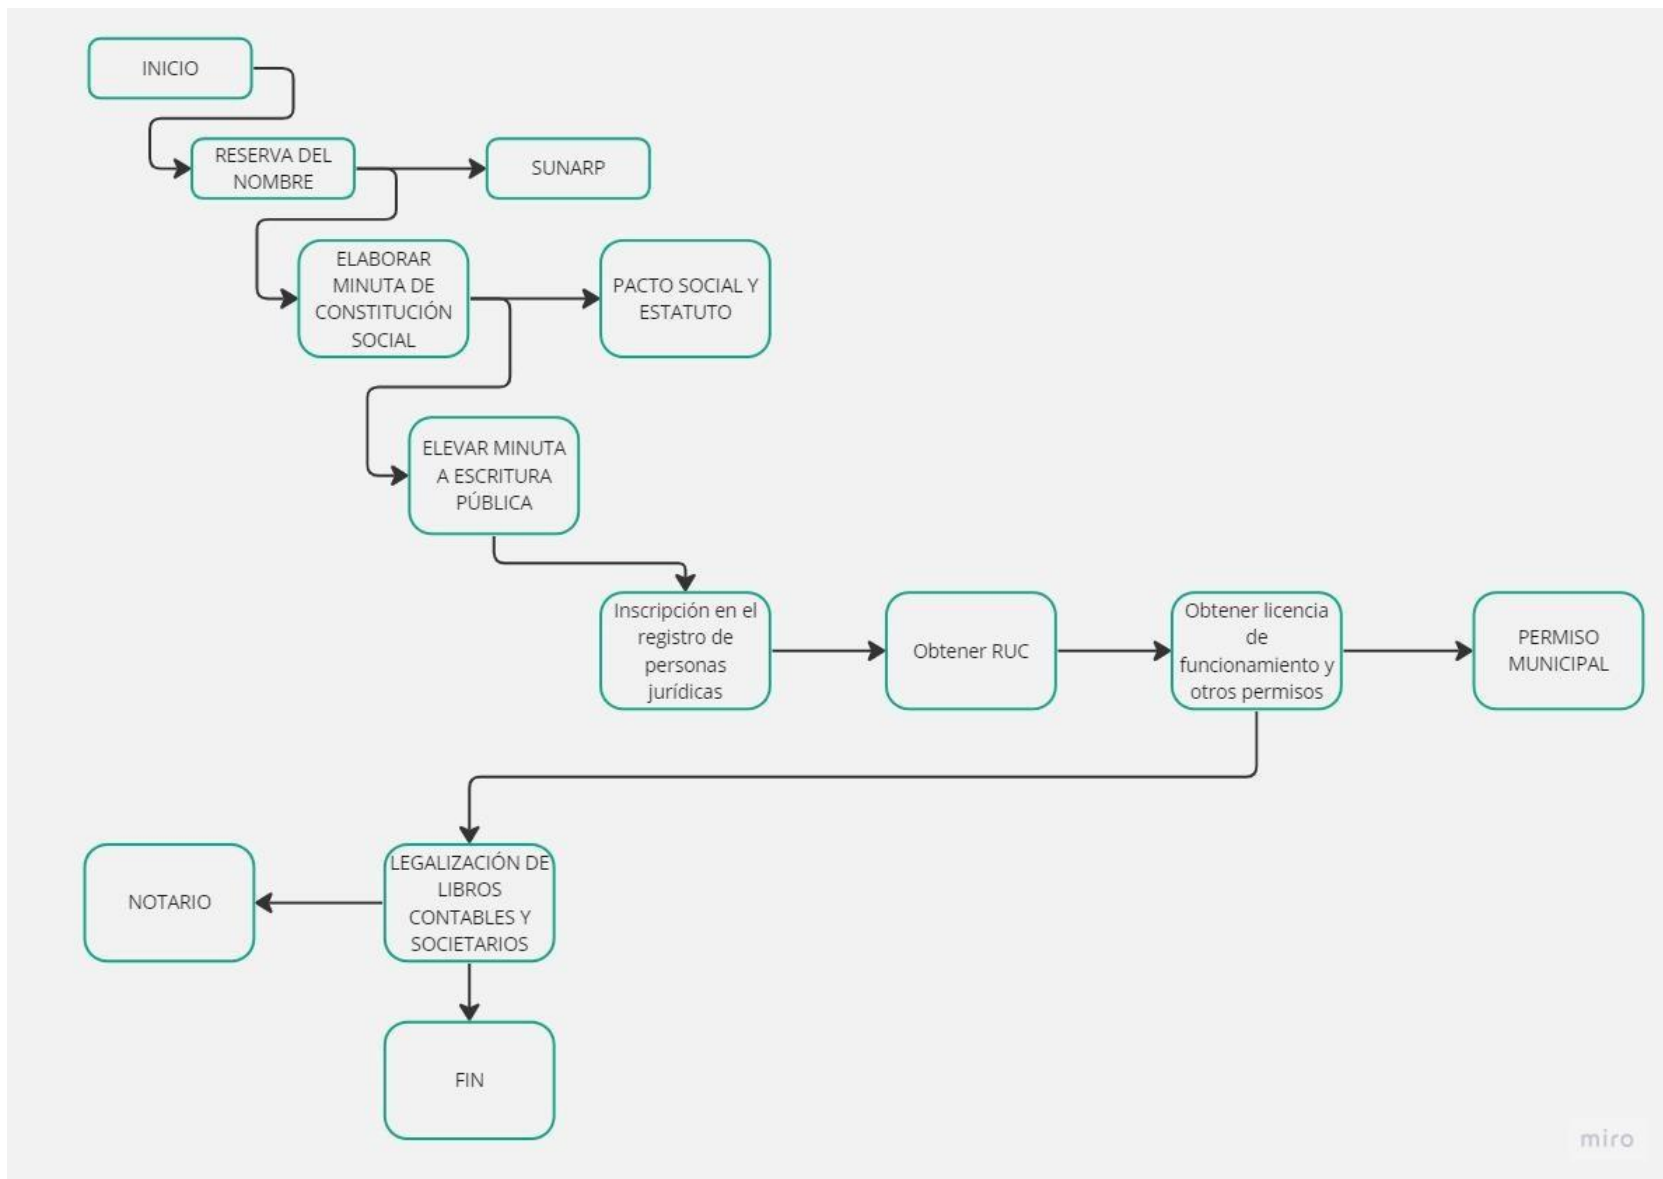 INICIO
RESERVA DEL
NOMBRE
SUNARP
ELABORAR
MINUTA DE
CONSTITUCIÓN
SOCIAL
PACTO SOCIAL Y
ESTATUTO
ELEVAR MINUTA
A ESCRITURA
PÚBLICA
Inscripción en el
registro de
personas
jurídicas
Obtener RUC
Obtener licencia
de
funcionamiento y
otros permisos
PERMISO
MUNICIPAL
NOTARIO
LEGALIZACIÓN DE
LIBROS
CONTABLES Y
SOCIETARIOS
FIN
miro